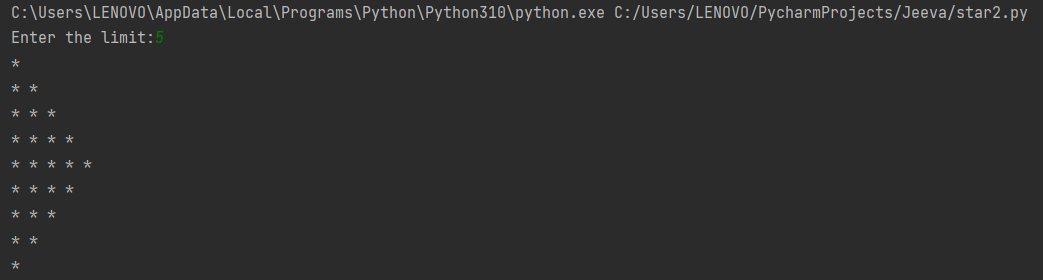 C:\Users\LENOVO\AppData\Local\Programs\Python\Python310\python.exe C:/Users/LENOVO/PycharmProjects/Jeeva/star2.py
Enter the limit:5
*
* *
* * *
* * * *
* * * * *
* * * *
* * *
* *
*